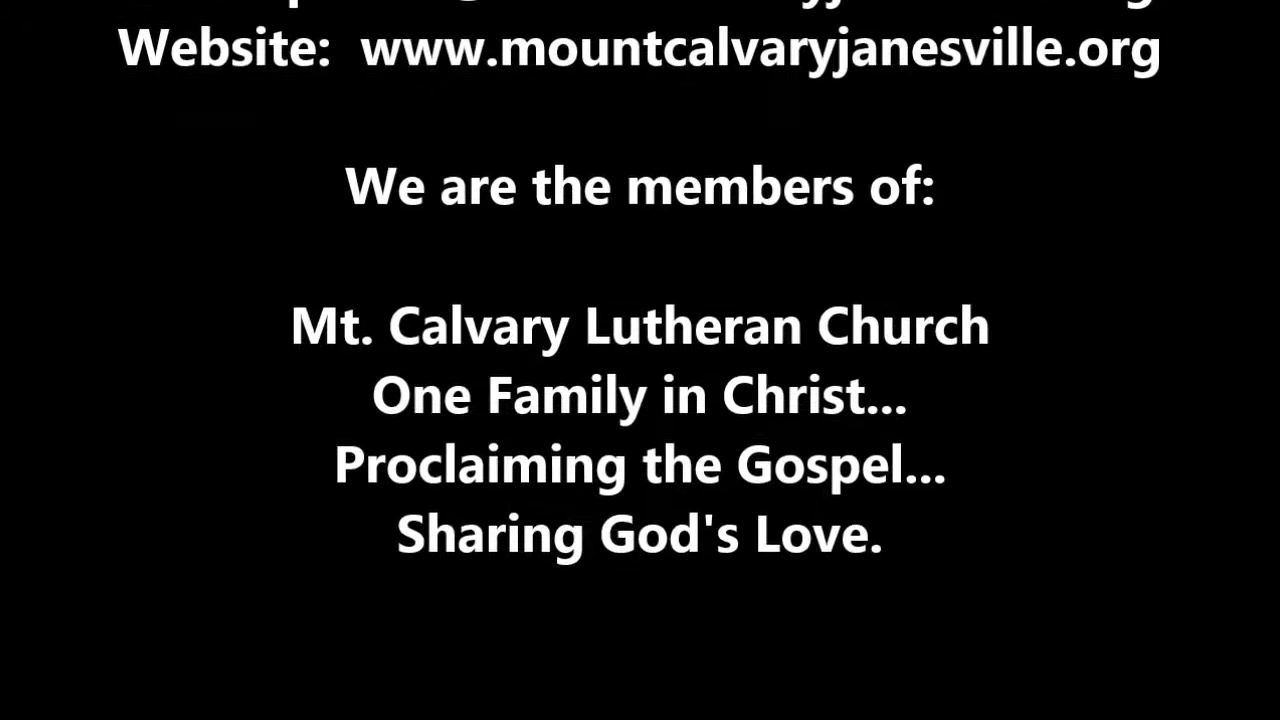 Website: www.mountcalvaryjanesville.org
We are the members of:
Mt. Calvary Lutheran Church
One Family in Christ...
Proclaiming the Gospel...
Sharing God's Love.